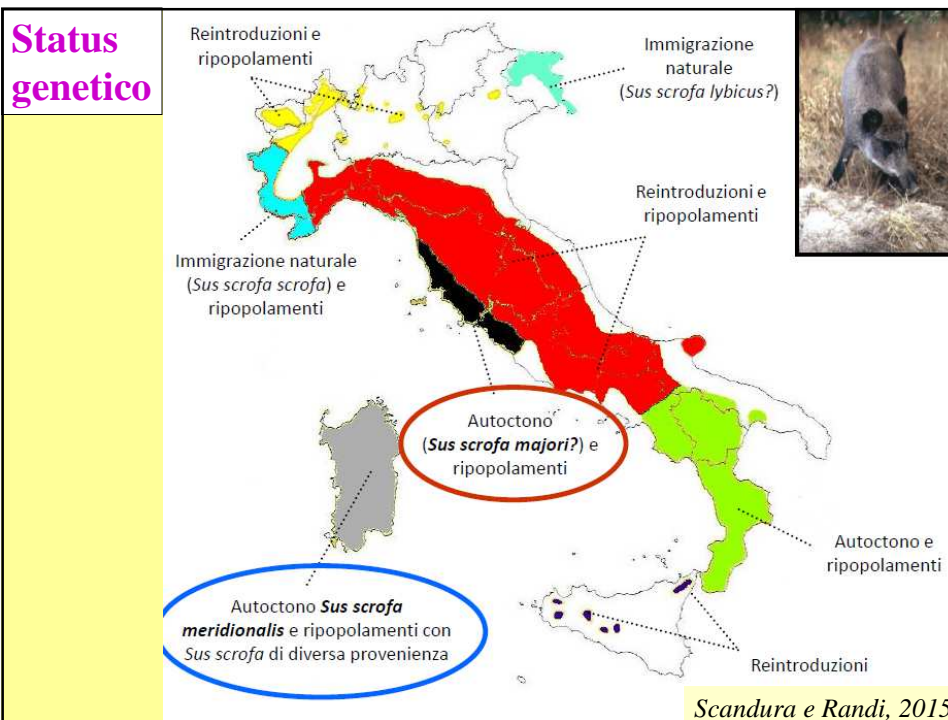 Status
genetico
Reintroduzioni e
ripopolamenti
Immigrazione
naturale
(Sus scrofa lybicus?)
Reintroduzioni e
ripopolamenti
Immigrazione naturale
(Sus scrofa scrofa) e
ripopolamenti
Autoctono
(Sus scrofa majori?) e
ripopolamenti
Autoctono e
ripopolamenti
Autoctono Sus scrofa
meridionalis e ripopolamenti con
Sus scrofa di diversa provenienza
Reintroduzioni
Scandura e Randi, 2015